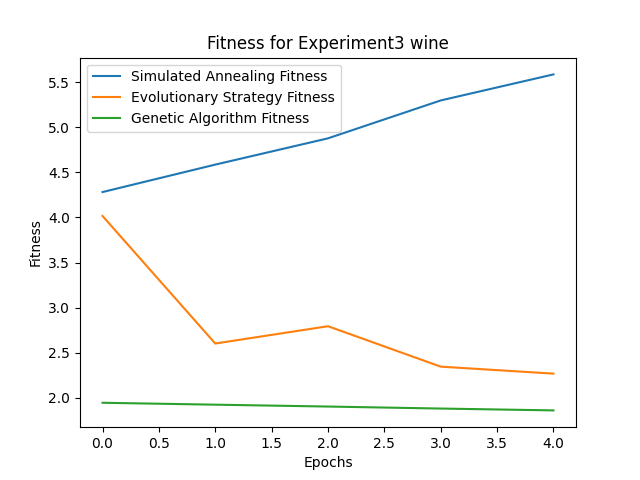 Fitness for Experiment3 wine
Simulated Annealing Fitness
Evolutionary Strategy Fitness
Genetic Algorithm Fitness
Fitness
5.5
5.0
4.5
4.0
3.5
3.0
2.5
2.0
0.0 0.5 1.0 1.5 2.0 2.5 3.0 3.5 4.0
Epochs